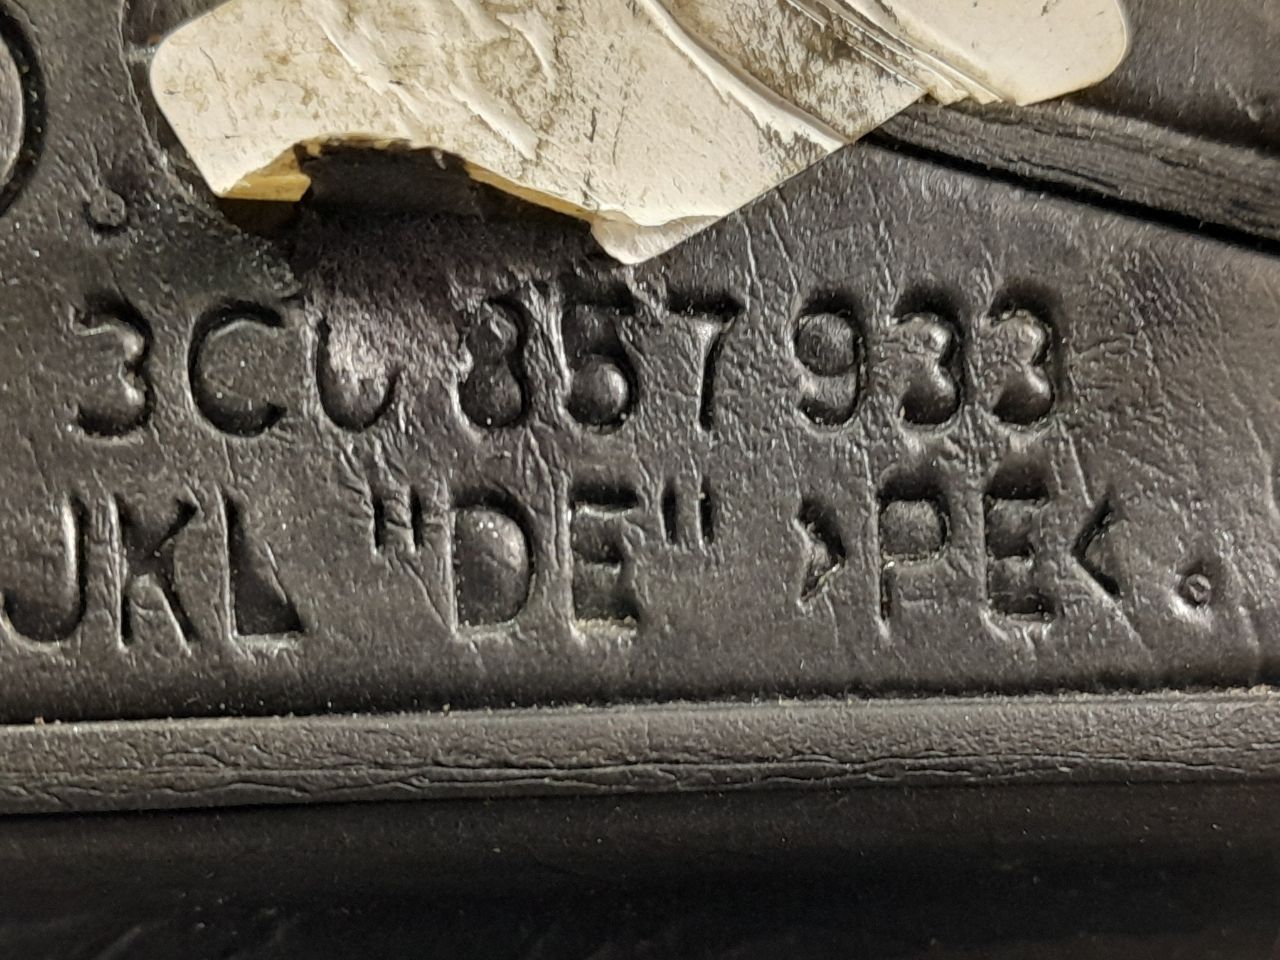 3C0 857 933
JKL "DE" >PE<